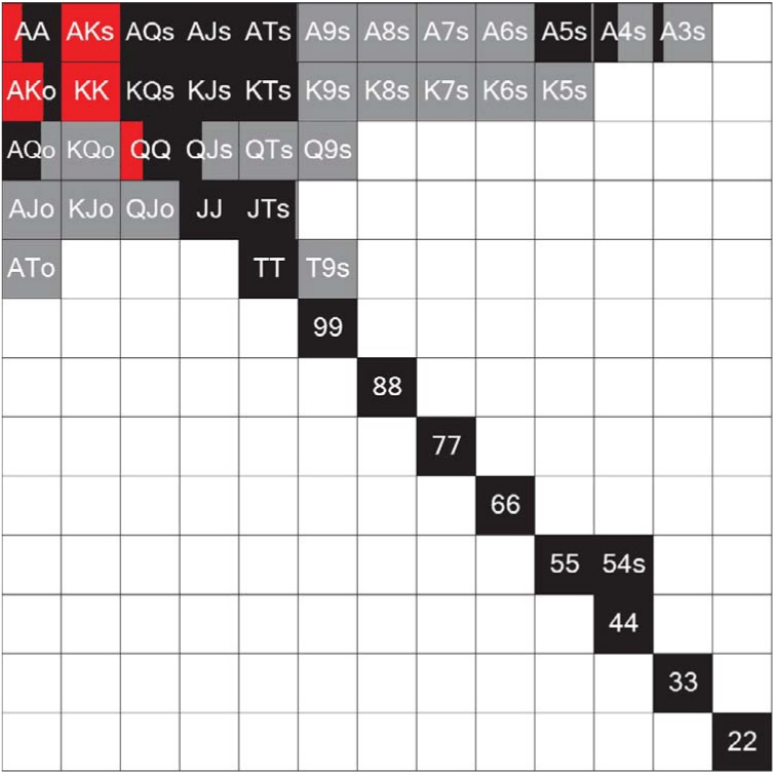 AA AKs AQs AJs ATs A9s A8s A7s A6s A5s A4s A3s
AKo KK KQs KJs KTs K9s K8s K7s K6s K5s
AQo KQo QQ QJs QTs Q9s
AJo KJo QJo JJ JTs
ATo TT T9s
99
88
77
66
55 54s
44
33
22